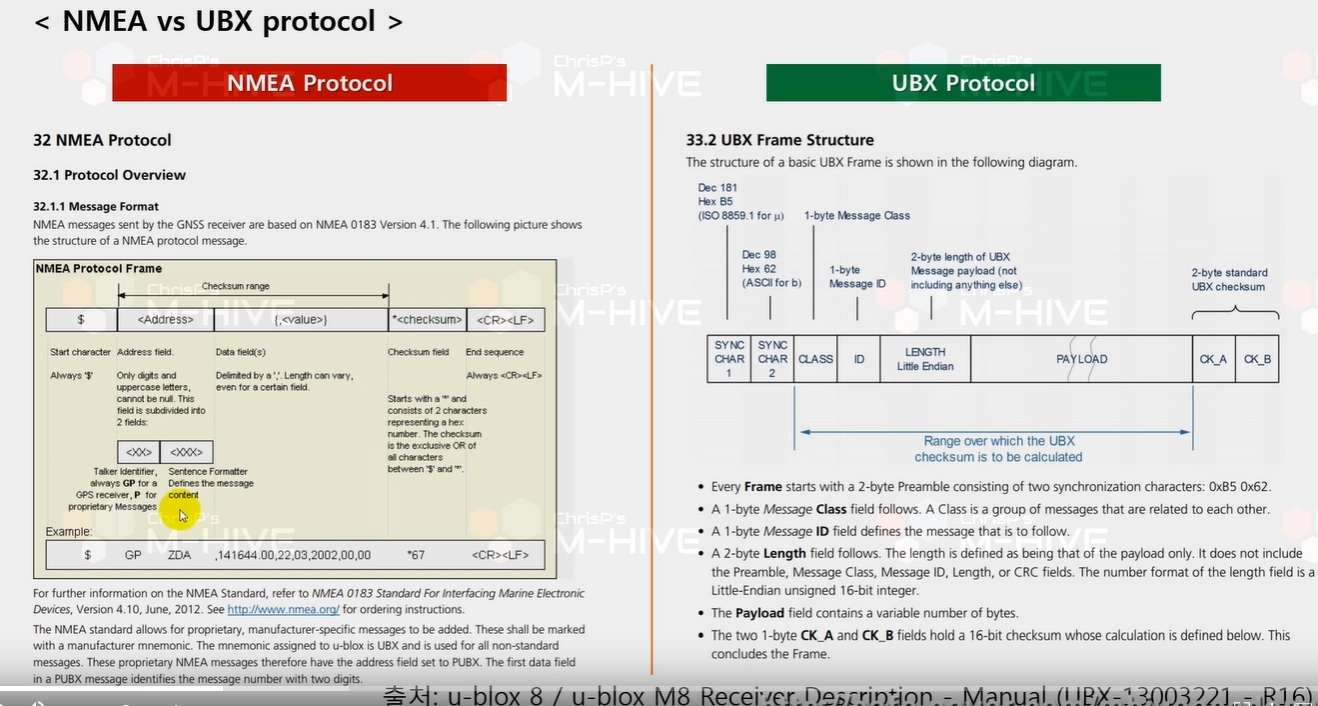 < NMEA vs UBX protocol >
NMEA Protocol
32 NMEA Protocol
32.1 Protocol Overview
32.1.1 Message Format
NMEA messages sent by the GNSS receiver are based on NMEA 0183 Version 4.1. The following picture shows
the structure of a NMEA protocol message.
NMEA Protocol Frame
Checksum range
$ <Address> {,<value>} *<checksum> <CR><LF>
Start character Address field. Data field(s) Checksum field End sequence
Always '$'
Only digits and
uppercase letters,
cannot be null. This
field is subdivided into
2 fields:
Delimited by a ','. Length can vary,
even for a certain field.
Always <CR><LF>
Starts with a '*' and
consists of 2 characters
representing a hex
number. The checksum
is the exclusive OR of
all characters
between '$' and '*'.
<XX> <XXX>
Talker Identifier,
always GP for a
GPS receiver, P for
proprietary Messages
Sentence Formatter
Defines the message
content
Example:
$ GP ZDA ,141644.00,22,03,2002,00,00 *67 <CR><LF>
For further information on the NMEA Standard, refer to NMEA 0183 Standard For Interfacing Marine Electronic
Devices, Version 4.10, June, 2012. See http://www.nmea.org/ for ordering instructions.
The NMEA standard allows for proprietary, manufacturer-specific messages to be added. These shall be marked
with a manufacturer mnemonic. The mnemonic assigned to u-blox is UBX and is used for all non-standard
messages. These proprietary NMEA messages therefore have the address field set to PUBX. The first data field
in a PUBX message identifies the message number with two digits.
UBX Protocol
33.2 UBX Frame Structure
The structure of a basic UBX Frame is shown in the following diagram.
Dec 181
Hex B5
(ISO 8859.1 for µ)
1-byte Message Class
Dec 98
Hex 62
(ASCII for b)
1-byte
Message ID
2-byte length of UBX
Message payload (not
including anything else)
2-byte standard
UBX checksum
SYNC
CHAR
1
SYNC
CHAR
2
CLASS
ID
LENGTH
Little Endian
PAYLOAD
CK_A
CK_B
Range over which the UBX
checksum is to be calculated
• Every Frame starts with a 2-byte Preamble consisting of two synchronization characters: 0xB5 0x62.
• A 1-byte Message Class field follows. A Class is a group of messages that are related to each other.
• A 1-byte Message ID field defines the message that is to follow.
• A 2-byte Length field follows. The length is defined as being that of the payload only. It does not include
the Preamble, Message Class, Message ID, Length, or CRC fields. The number format of the length field is a
Little-Endian unsigned 16-bit integer.
• The Payload field contains a variable number of bytes.
• The two 1-byte CK_A and CK_B fields hold a 16-bit checksum whose calculation is defined below. This
concludes the Frame.
출처: u-blox 8 / u-blox M8 Receiver Description - Manual (UBX-13003221 - R16)
ChrisP's
M-HIVE